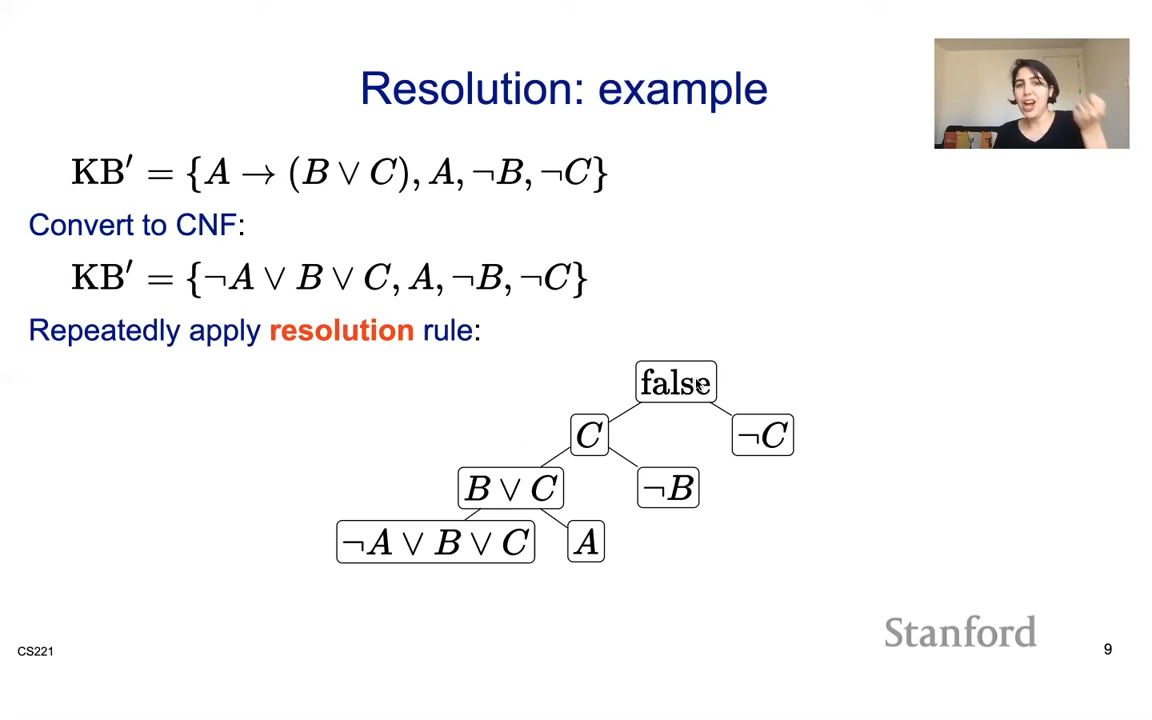 Resolution: example
KB′ = {A → (B ∨ C), A, ¬B, ¬C}
Convert to CNF:
KB′ = {¬A ∨ B ∨ C, A, ¬B, ¬C}
Repeatedly apply resolution rule:
false
C ¬C
B ∨ C ¬B
¬A ∨ B ∨ C A
Stanford
CS221 9